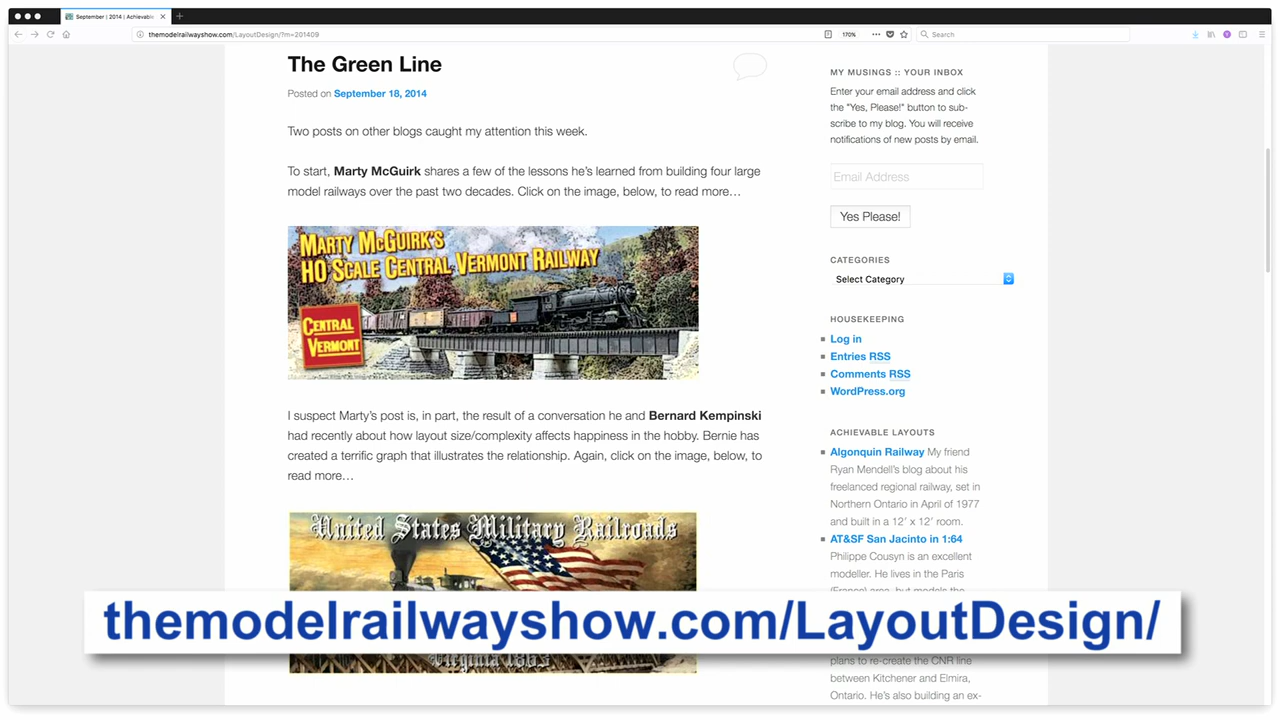 September | 2014 | Achievabl
themodelrailwayshow.com/LayoutDesign/?m=201409
170%
Search
The Green Line
Posted on September 18, 2014
Two posts on other blogs caught my attention this week.
To start, Marty McGuirk shares a few of the lessons he's learned from building four large
model railways over the past two decades. Click on the image, below, to read more…
MARTY MCGUIRK'S
HO SCALE CENTRAL VERMONT RAILWAY
CENTRAL
VERMONT
I suspect Marty's post is, in part, the result of a conversation he and Bernard Kempinski
had recently about how layout size/complexity affects happiness in the hobby. Bernie has
created a terrific graph that illustrates the relationship. Again, click on the image, below, to
read more…
United States Military Railroads
Virginia 1863
MY MUSINGS :: YOUR INBOX
Enter your email address and click
the "Yes, Please!" button to sub-
scribe to my blog. You will receive
notifications of new posts by email.
Email Address
Yes Please!
CATEGORIES
Select Category
HOUSEKEEPING
Log in
Entries RSS
Comments RSS
WordPress.org
ACHIEVABLE LAYOUTS
Algonquin Railway My friend
Ryan Mendell's blog about his
freelanced regional railway, set in
Northern Ontario in April of 1977
and built in a 12' x 12' room.
AT&SF San Jacinto in 1:64
Philippe Cousyn is an excellent
modeller. He lives in the Paris
(France) area, but models the
plans to re-create the CNR line
between Kitchener and Elmira,
Ontario. He's also building an ex-
themodelrailwayshow.com/LayoutDesign/